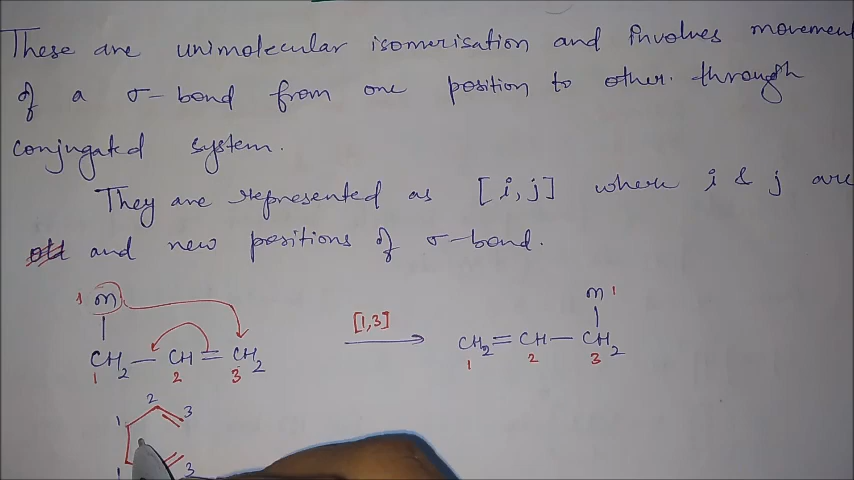 These are unimolecular isomerisation and involves movement
of a σ-bond from one position to other. through
conjugated system.
They are represented as [i,j] where i & j are
and new positions of σ-bond.
1 m
[1,3]
m 1
CH2 — CH = CH2
1 2 3
CH2 = CH — CH2
1 2 3
1 2 3
1 3